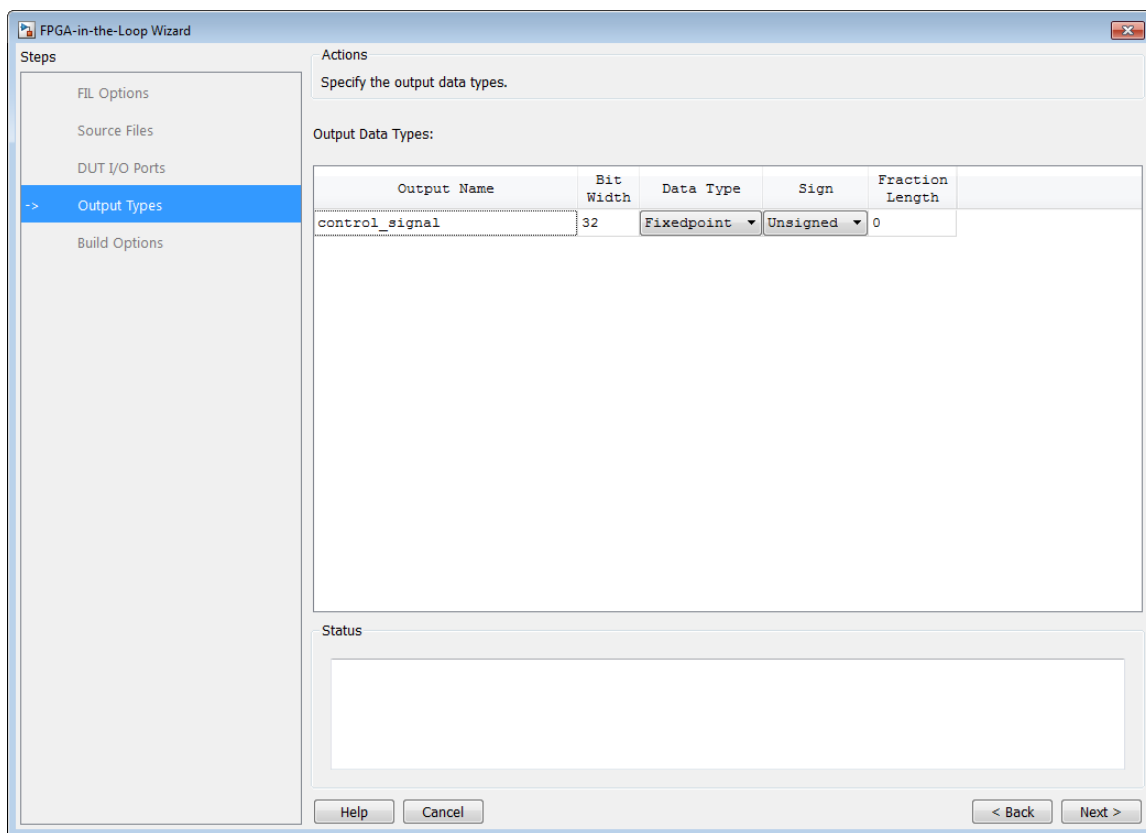 FPGA-in-the-Loop Wizard
Steps
FIL Options
Source Files
DUT I/O Ports
-> Output Types
Build Options
Actions
Specify the output data types.
Output Data Types:
Output Name Bit Width Data Type Sign Fraction Length
control_signal 32 Fixedpoint Unsigned 0
Status
Help Cancel < Back Next >